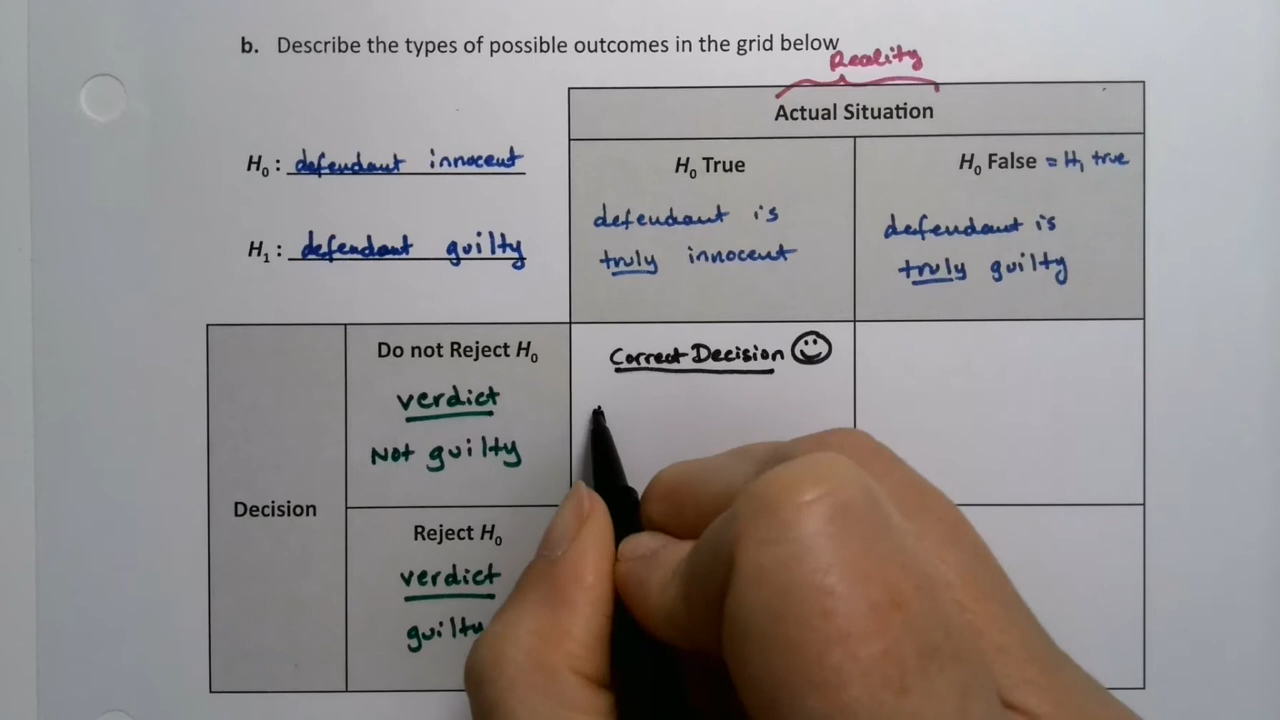 b. Describe the types of possible outcomes in the grid below
Reality
Actual Situation
H₀ : defendant innocent
H₁ : defendant guilty
H₀ True
defendant is
truly innocent
H₀ False = H₁ true
defendant is
truly guilty
Decision
Do not Reject H₀
verdict
Not guilty
Correct Decision
Reject H₀
verdict
guilty